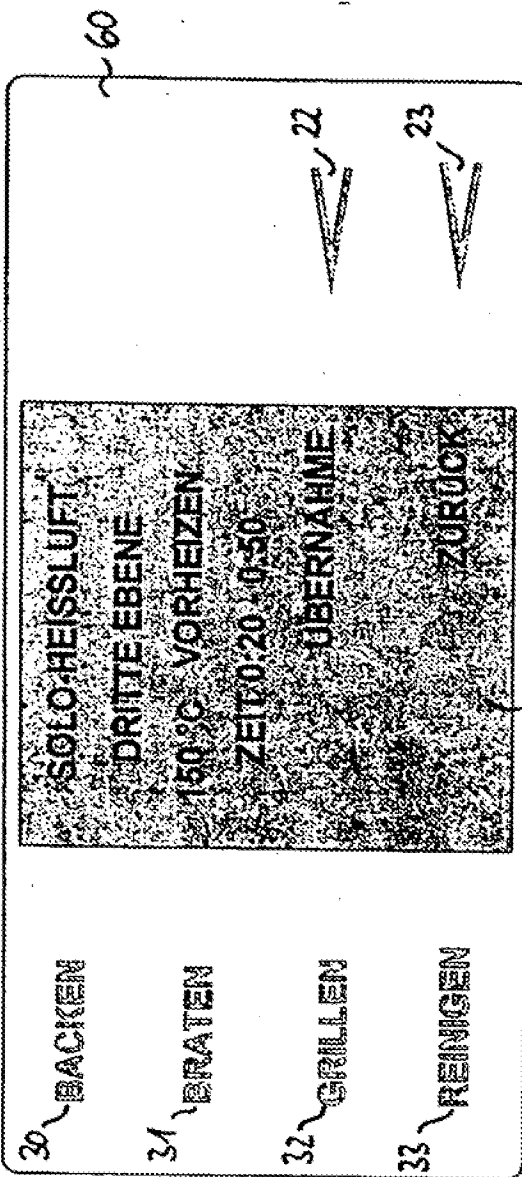 60
30 BACKEN
31 BRATEN
32 GRILLEN
33 REINIGEN
SOLO-HEISSLUFT
DRITTE EBENE
150 °C VORHEIZEN
ZEIT 0:20 - 0:50
ÜBERNAHME
ZURÜCK
22
23